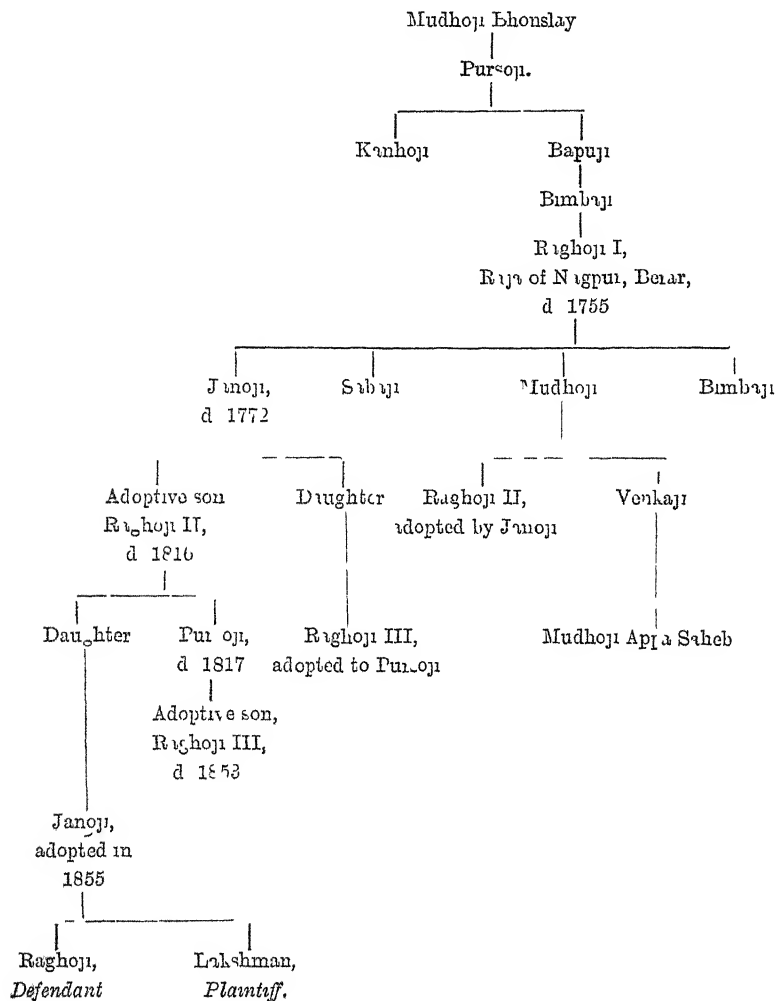 Mudhoji Bhonslay
Pursoji.
Kanhoji Bapuji
Bimbaji
Raghoji I,
Raja of Nagpur, Berar,
d 1755
Janoji, Sabaji Mudhoji Bimbaji
d 1772
Adoptive son Daughter Raghoji II, Venkaji
Raghoji II, adopted by Janoji
d 1816
Daughter Pursoji, Raghoji III, Mudhoji Appa Saheb
d 1817 adopted to Pursoji
Adoptive son,
Raghoji III,
d 1853
Janoji,
adopted in
1855
Raghoji, Lakshman,
Defendant Plaintiff.